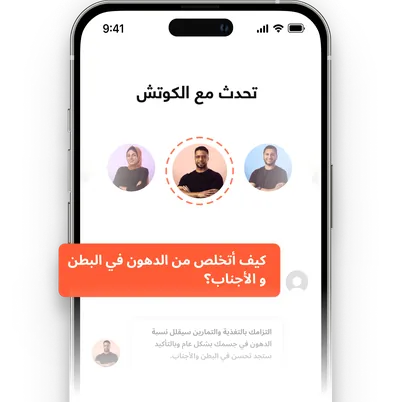 9:41
تحدث مع الكوتش
كيف أتخلص من الدهون في البطن
و الأجناب؟
التزامك بالتغذية والتمارين سيقلل نسبة
الدهون في جسمك بشكل عام وبالتأكيد
ستجد تحسن في البطن والأجناب.